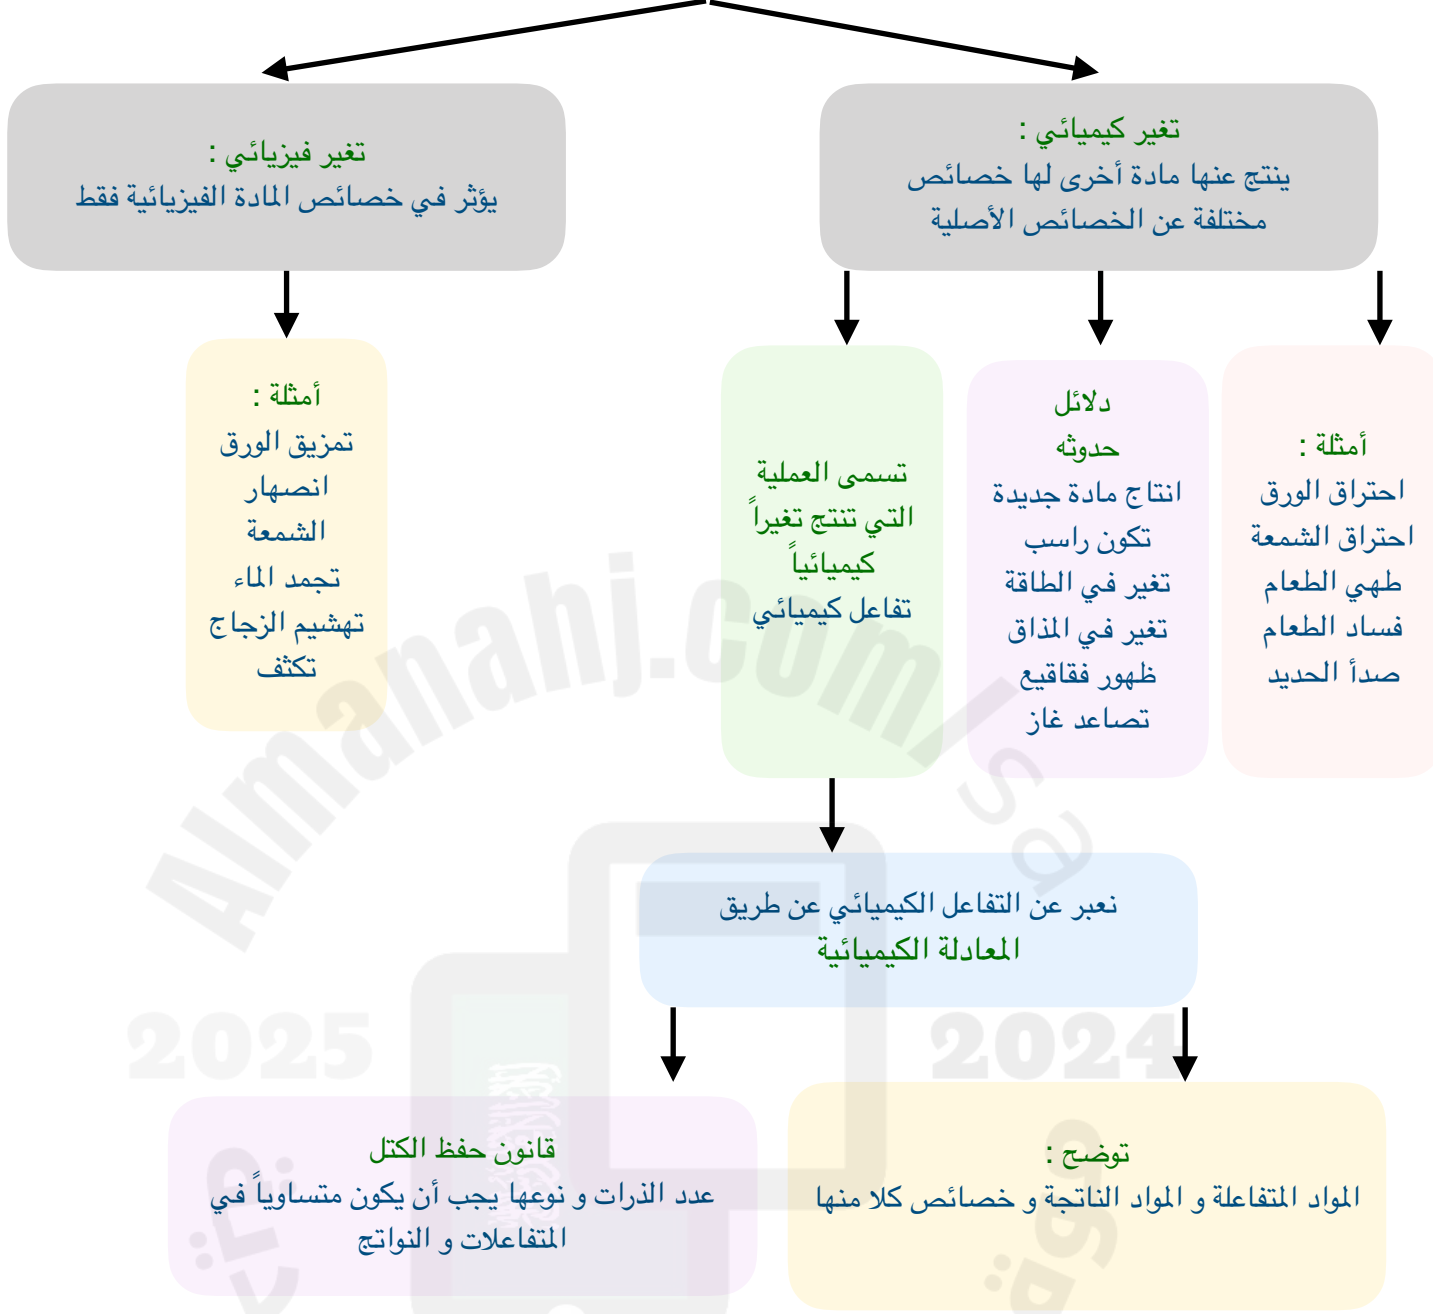 تغير كيميائي :
ينتج عنها مادة أخرى لها خصائص
مختلفة عن الخصائص الأصلية
تغير فيزيائي :
يؤثر في خصائص المادة الفيزيائية فقط
أمثلة :
احتراق الورق
احتراق الشمعة
طهي الطعام
فساد الطعام
صدأ الحديد
دلائل
حدوثه
انتاج مادة جديدة
تكون راسب
تغير في الطاقة
تغير في المذاق
ظهور فقاقيع
تصاعد غاز
تسمى العملية
التي تنتج تغيراً
كيميائياً
تفاعل كيميائي
أمثلة :
تمزيق الورق
انصهار
الشمعة
تجمد الماء
تهشيم الزجاج
تكثف
نعبر عن التفاعل الكيميائي عن طريق
المعادلة الكيميائية
توضح :
المواد المتفاعلة و المواد الناتجة و خصائص كلا منها
قانون حفظ الكتل
عدد الذرات و نوعها يجب أن يكون متساوياً في
المتفاعلات و النواتج
Almanahj.com/sa
2025
2024